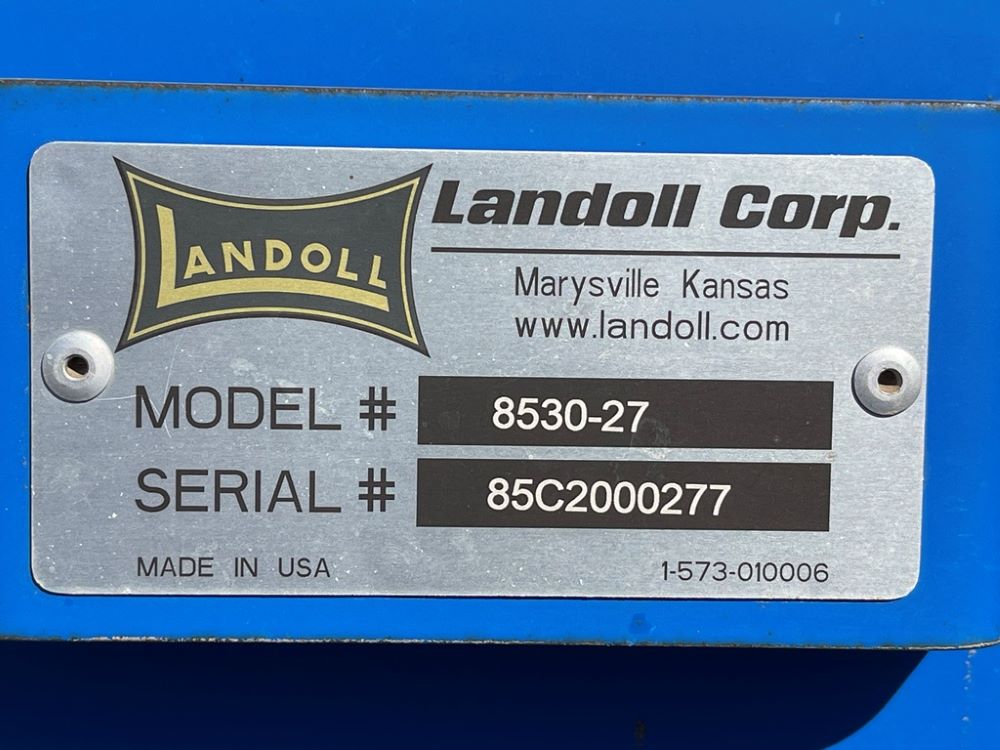 LANDOLL
Landoll Corp.
Marysville Kansas
www.landoll.com
MODEL # 8530-27
SERIAL # 85C2000277
MADE IN USA 1-573-010006